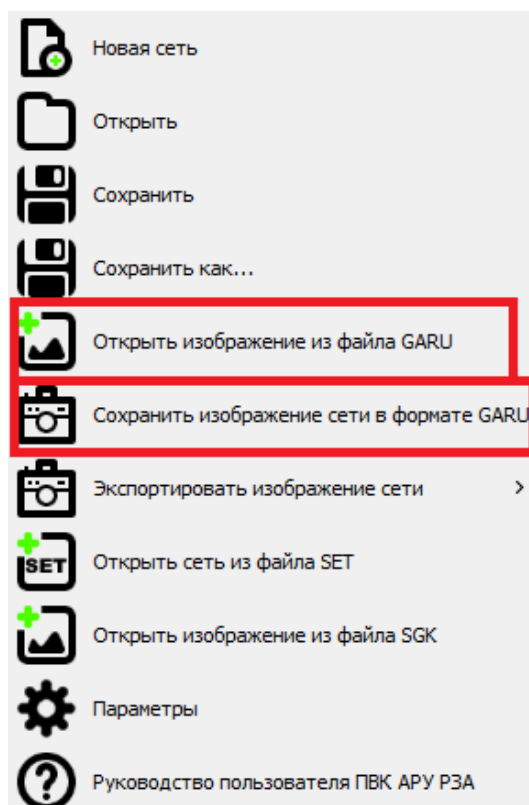 Новая сеть
Открыть
Сохранить
Сохранить как...
Открыть изображение из файла GARU
Сохранить изображение сети в формате GARU
Экспортировать изображение сети
SET Открыть сеть из файла SET
Открыть изображение из файла SGK
Параметры
Руководство пользователя ПВК АРУ РЗА